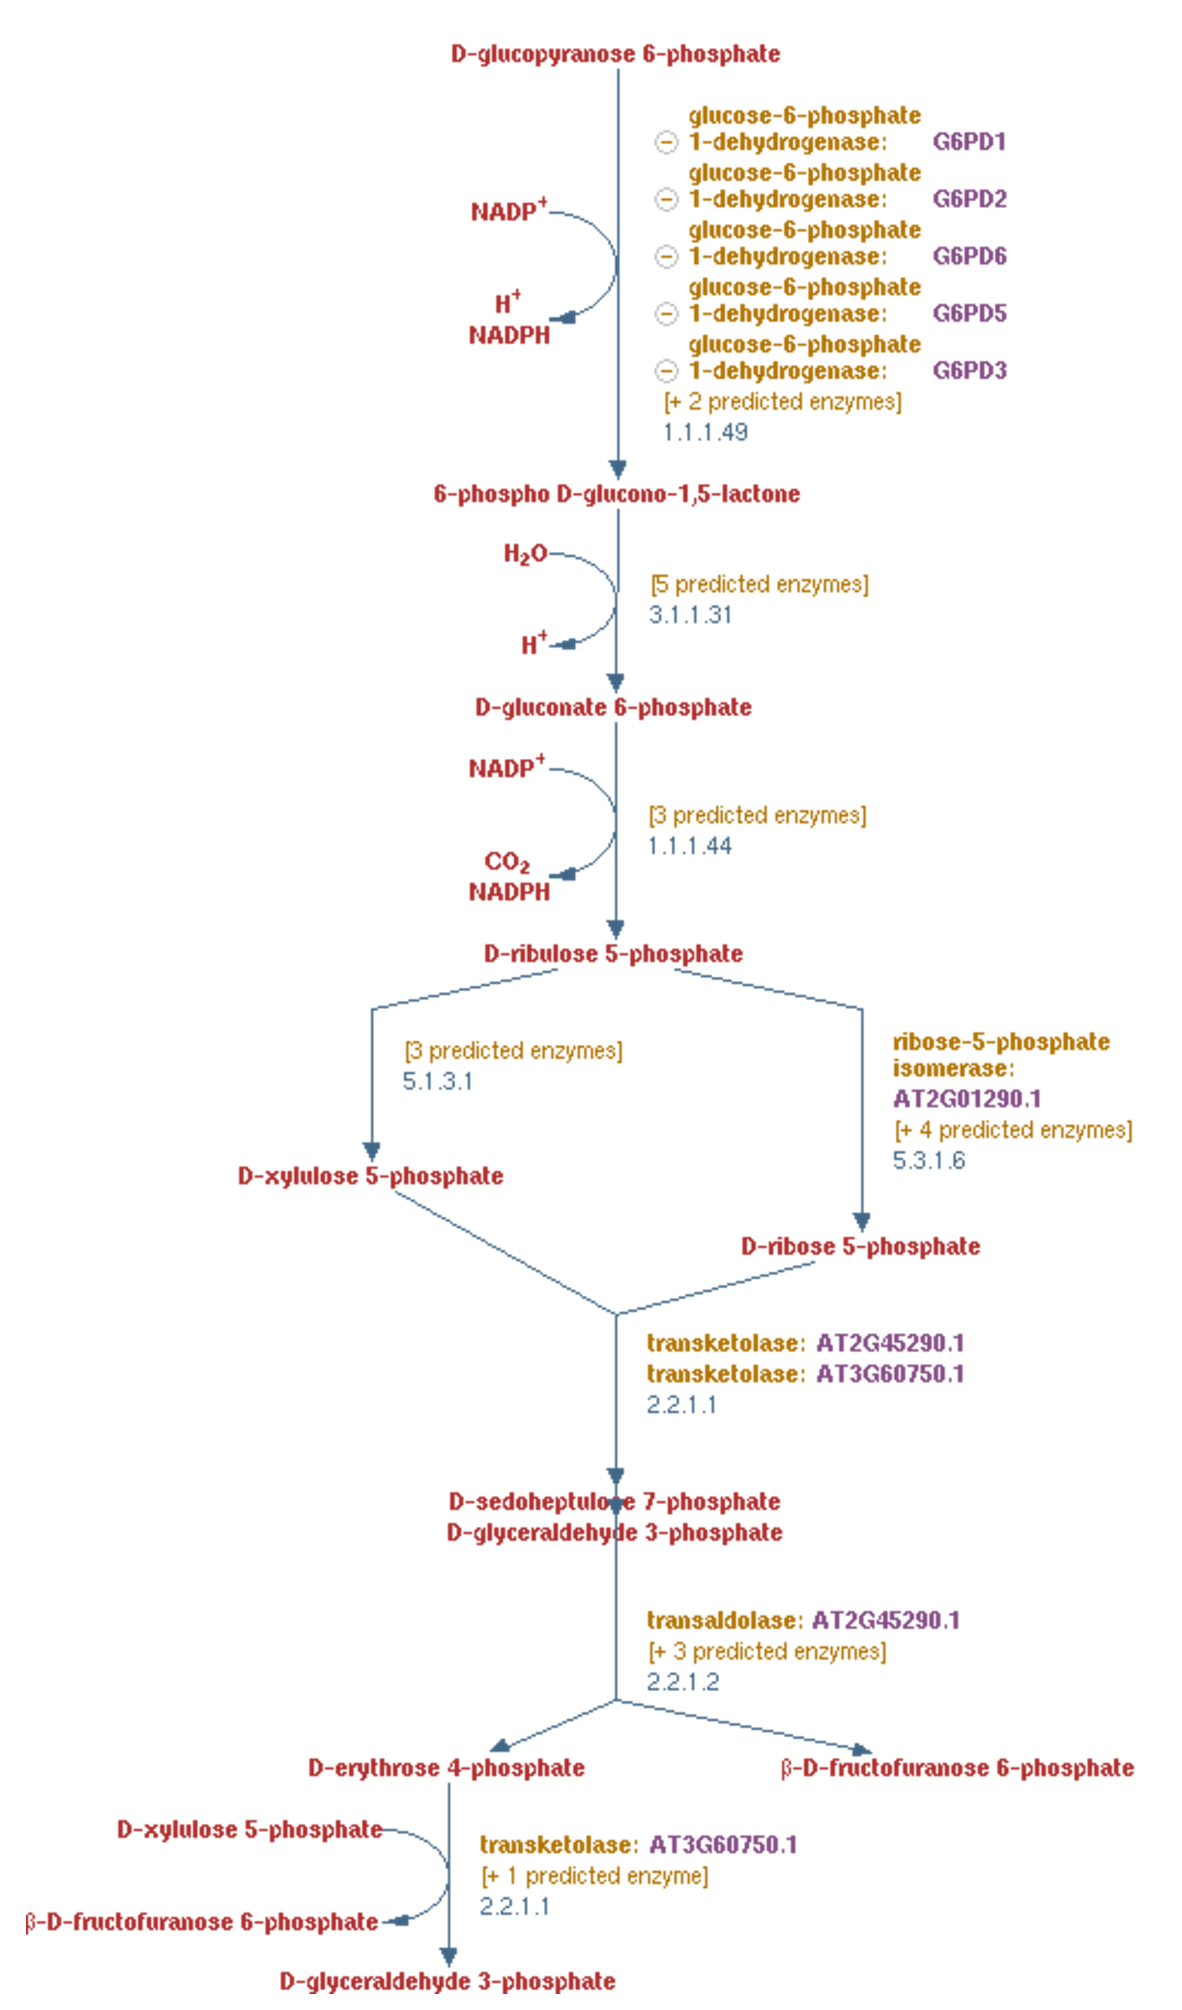 D-glucopyranose 6-phosphate
glucose-6-phosphate
1-dehydrogenase: G6PD1
glucose-6-phosphate
1-dehydrogenase: G6PD2
NADP⁺
glucose-6-phosphate
1-dehydrogenase: G6PD6
glucose-6-phosphate
H⁺
1-dehydrogenase: G6PD5
NADPH
glucose-6-phosphate
1-dehydrogenase: G6PD3
[+ 2 predicted enzymes]
1.1.1.49
6-phospho D-glucono-1,5-lactone
H₂O
[5 predicted enzymes]
3.1.1.31
H⁺
D-gluconate 6-phosphate
NADP⁺
[3 predicted enzymes]
1.1.1.44
CO₂
NADPH
D-ribulose 5-phosphate
[3 predicted enzymes]
5.1.3.1
ribose-5-phosphate
isomerase:
AT2G01290.1
[+ 4 predicted enzymes]
5.3.1.6
D-xylulose 5-phosphate
D-ribose 5-phosphate
transketolase: AT2G45290.1
transketolase: AT3G60750.1
2.2.1.1
D-sedoheptulose 7-phosphate
D-glyceraldehyde 3-phosphate
transaldolase: AT2G45290.1
[+ 3 predicted enzymes]
2.2.1.2
D-erythrose 4-phosphate
β-D-fructofuranose 6-phosphate
D-xylulose 5-phosphate
transketolase: AT3G60750.1
[+ 1 predicted enzyme]
2.2.1.1
β-D-fructofuranose 6-phosphate
D-glyceraldehyde 3-phosphate